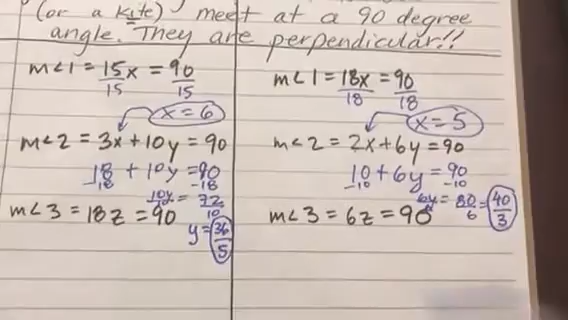 (or a kite) meet at a 90 degree
angle. They are perpendicular!!
m<1 = 15x/15 = 90/15
x = 6
m<2 = 3x + 10y = 90
18 + 10y = 90
-18 -18
10y/10 = 72/10
m<3 = 18z = 90
y = 36/5
m<1 = 18x/18 = 90/18
x = 5
m<2 = 2x + 6y = 90
10 + 6y = 90
-10 -10
6y = 80/6 = 40/3
m<3 = 6z = 90